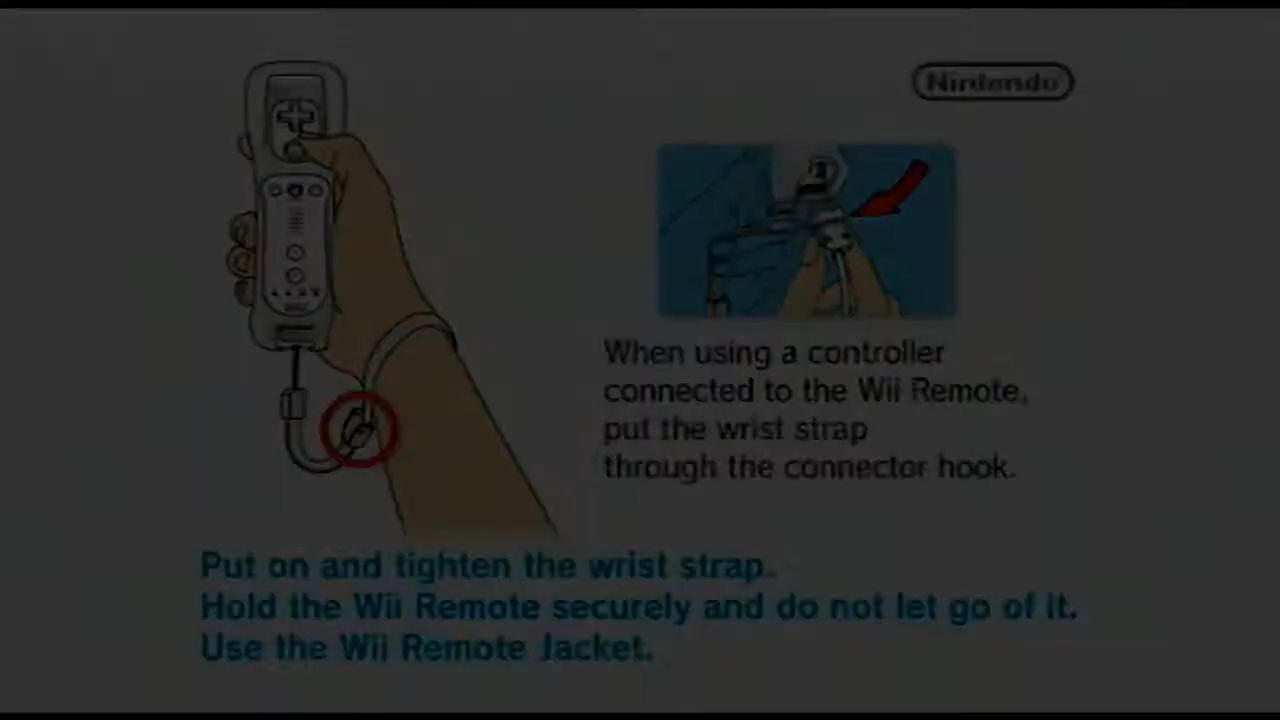 Nintendo
When using a controller
connected to the Wii Remote,
put the wrist strap
through the connector hook.
Put on and tighten the wrist strap.
Hold the Wii Remote securely and do not let go of it.
Use the Wii Remote Jacket.